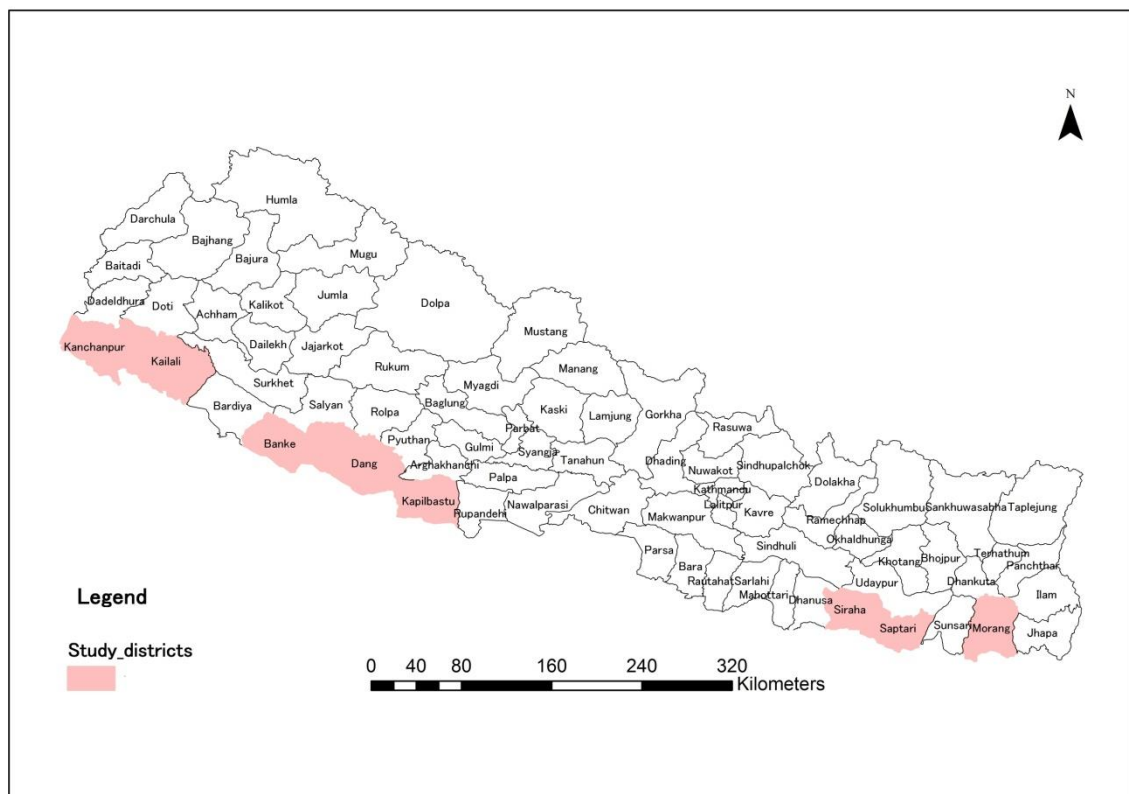 N
Humla
Darchula
Bajhang
Mugu
Bajura
Baitadi
Jumla
Dadeldhura
Doti
Kalikot
Dolpa
Achham
Mustang
Kanchanpur
Dailekh
Jajarkot
Kailali
Rukum
Manang
Surkhet
Myagdi
Bardiya
Salyan
Rolpa
Baglung
Kaski
Lamjung
Gorkha
Parbat
Rasuwa
Banke
Pyuthan
Gulmi
Syangja
Dang
Arghakhanchi
Tanahun
Dhading
Nuwakot
Sindhupalchok
Palpa
Dolakha
Kathmandu
Kapilbastu
Rupandehi
Nawalparasi
Chitwan
Lalitpur
Kavre
Makwanpur
Solukhumbu
Sankhuwasabha
Taplejung
Ramechhap
Okhaldhunga
Parsa
Sindhuli
Khotang
Bhojpur
Terhathum
Panchthar
Bara
Rautahat
Sarlahi
Mahottari
Udaypur
Dhankuta
Ilam
Dhanusa
Siraha
Saptari
Sunsari
Morang
Jhapa
Legend
Study_districts
0 40 80 160 240 320
Kilometers